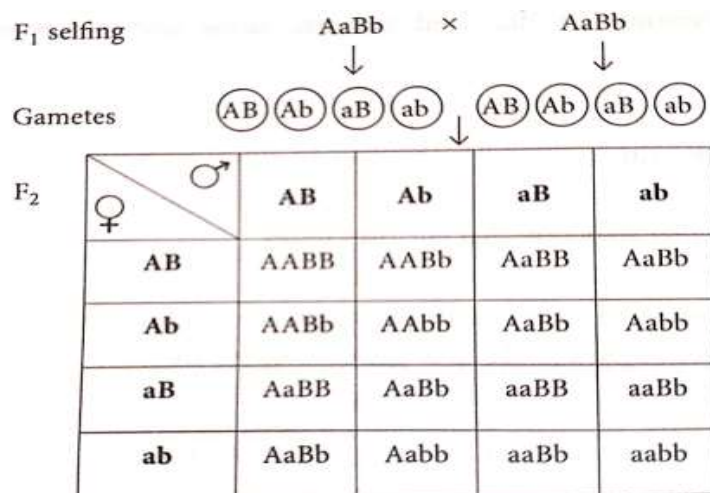 F₁ selfing AaBb × AaBb
Gametes AB Ab aB ab AB Ab aB ab
F₂ ♀ ♂ AB Ab aB ab
AB AABB AABb AaBB AaBb
Ab AABb AAbb AaBb Aabb
aB AaBB AaBb aaBB aaBb
ab AaBb Aabb aaBb aabb